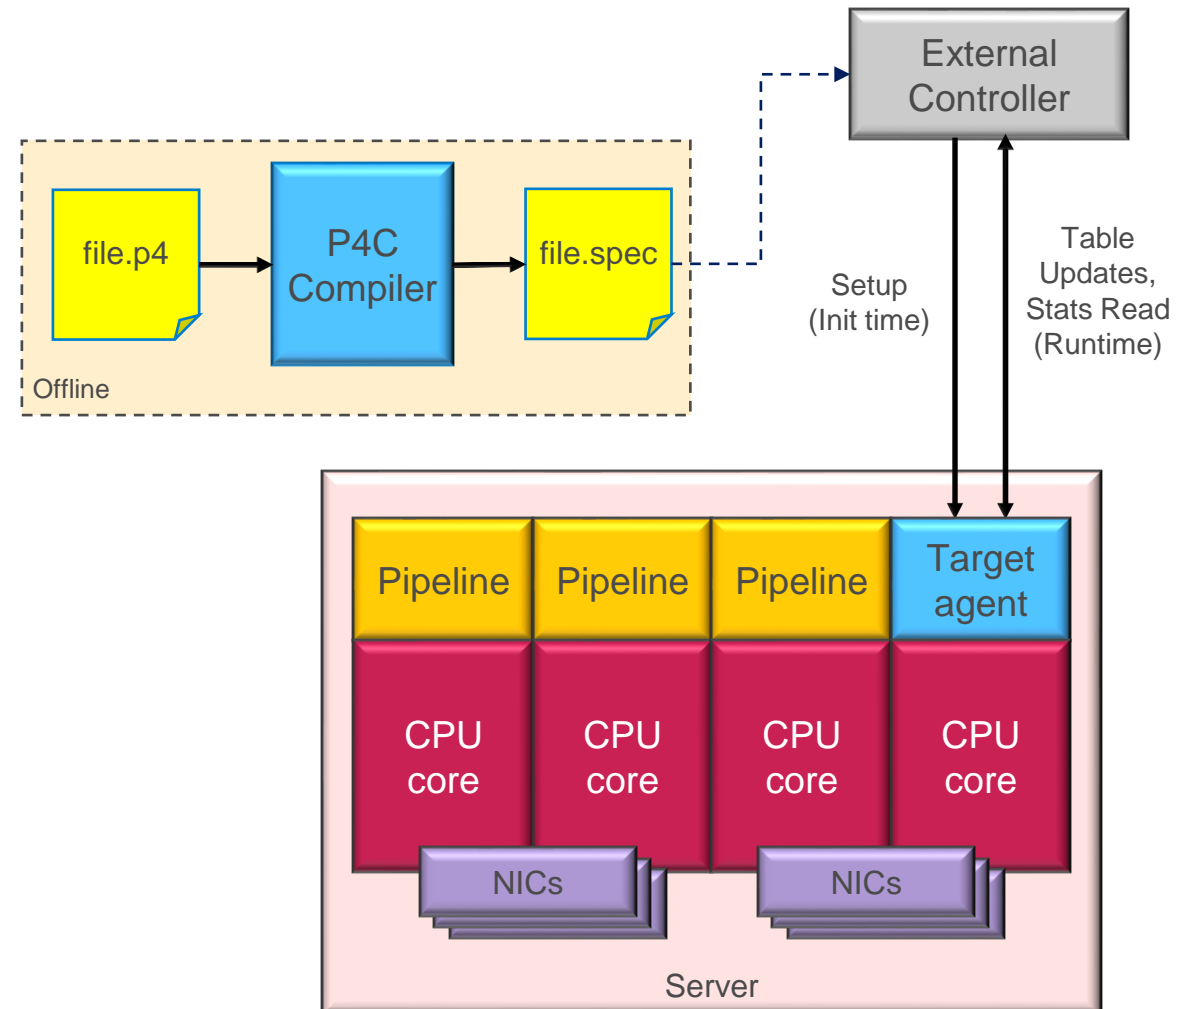 External
Controller
file.p4
P4C
Compiler
file.spec
Offline
Setup
(Init time)
Table
Updates,
Stats Read
(Runtime)
Pipeline
Pipeline
Pipeline
Target
agent
CPU
core
CPU
core
CPU
core
CPU
core
NICs
NICs
Server